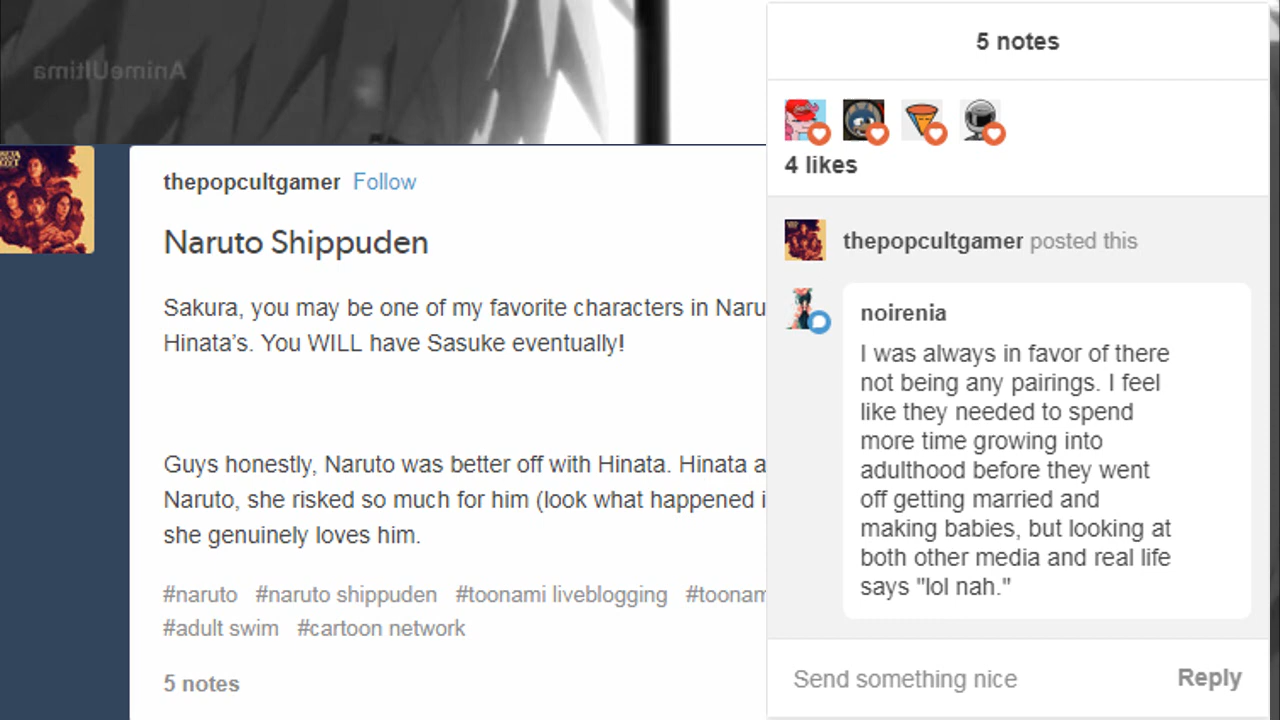 AnimeUltima
thepopcultgamer Follow
Naruto Shippuden
Sakura, you may be one of my favorite characters in Naru
Hinata’s. You WILL have Sasuke eventually!
Guys honestly, Naruto was better off with Hinata. Hinata a
Naruto, she risked so much for him (look what happened i
she genuinely loves him.
#naruto #naruto shippuden #toonami liveblogging #toonam
#adult swim #cartoon network
5 notes
5 notes
4 likes
thepopcultgamer posted this
noirenia
I was always in favor of there
not being any pairings. I feel
like they needed to spend
more time growing into
adulthood before they went
off getting married and
making babies, but looking at
both other media and real life
says "lol nah."
Send something nice Reply